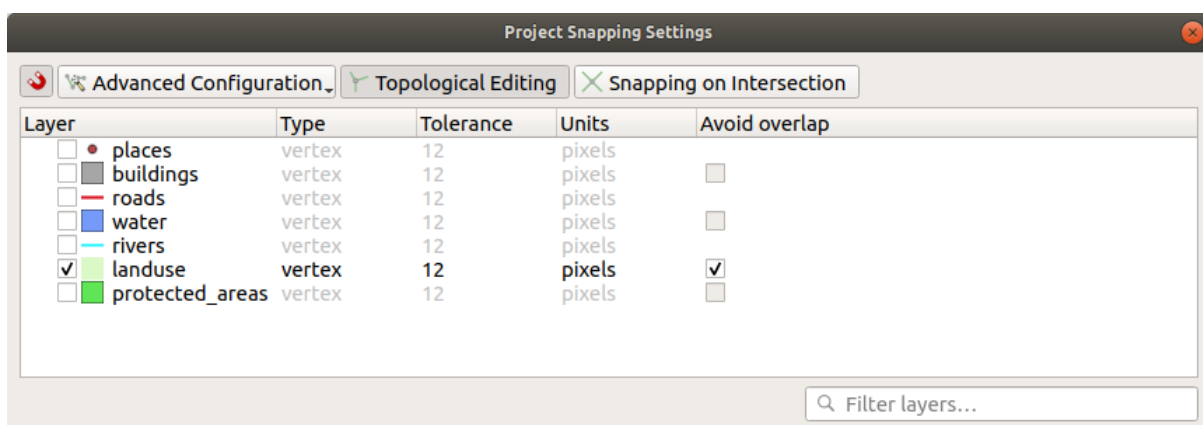 Project Snapping Settings
Advanced Configuration Topological Editing Snapping on Intersection
Layer Type Tolerance Units Avoid overlap
places vertex 12 pixels
buildings vertex 12 pixels
roads vertex 12 pixels
water vertex 12 pixels
rivers vertex 12 pixels
landuse vertex 12 pixels
protected_areas vertex 12 pixels
Filter layers...